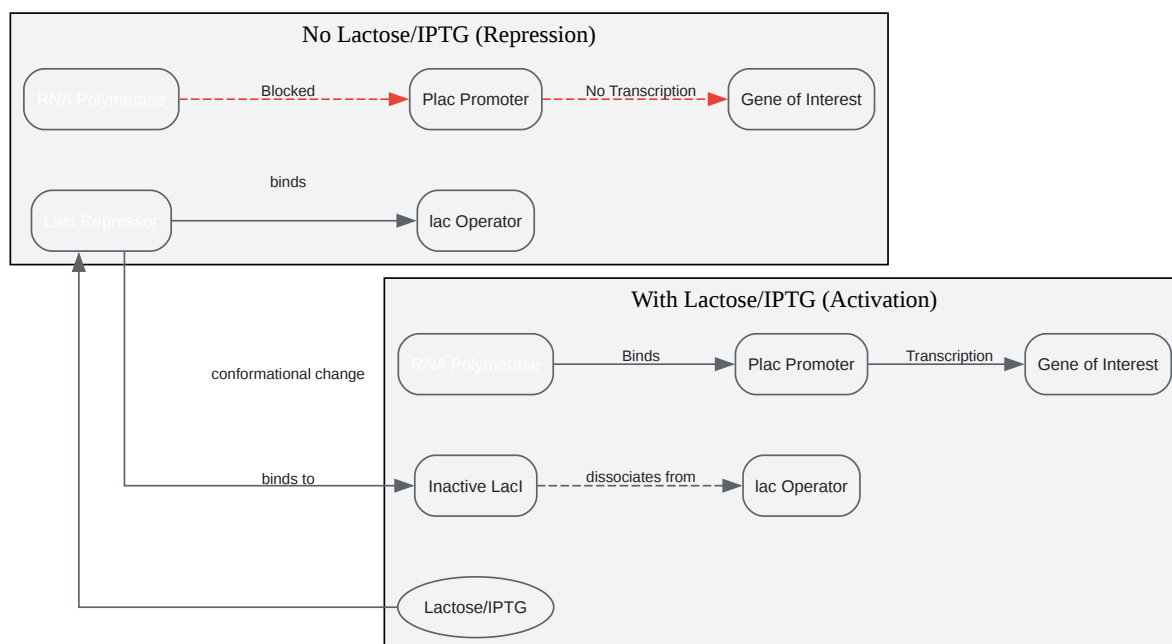 No Lactose/IPTG (Repression)
RNA Polymerase
Blocked
Plac Promoter
No Transcription
Gene of Interest
binds
LacI Repressor
lac Operator
With Lactose/IPTG (Activation)
RNA Polymerase
Binds
Plac Promoter
Transcription
Gene of Interest
conformational change
binds to
Inactive LacI
dissociates from
lac Operator
Lactose/IPTG